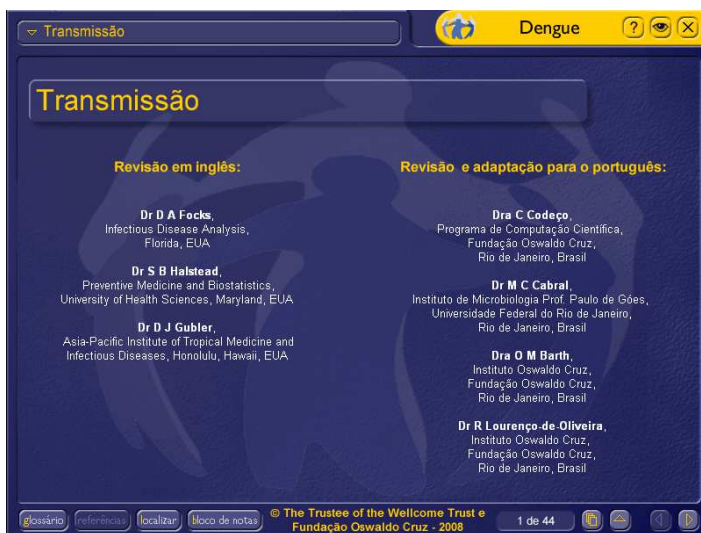 Transmissão
Dengue
?
X
Transmissão
Revisão em inglês:
Dr D A Focks,
Infectious Disease Analysis,
Florida, EUA
Dr S B Halstead,
Preventive Medicine and Biostatistics,
University of Health Sciences, Maryland, EUA
Dr D J Gubler,
Asia-Pacific Institute of Tropical Medicine and
Infectious Diseases, Honolulu, Hawaii, EUA
Revisão e adaptação para o português:
Dra C Codeço,
Programa de Computação Científica,
Fundação Oswaldo Cruz,
Rio de Janeiro, Brasil
Dr M C Cabral,
Instituto de Microbiologia Prof. Paulo de Góes,
Universidade Federal do Rio de Janeiro,
Rio de Janeiro, Brasil
Dra O M Barth,
Instituto Oswaldo Cruz,
Fundação Oswaldo Cruz,
Rio de Janeiro, Brasil
Dr R Lourenço-de-Oliveira,
Instituto Oswaldo Cruz,
Fundação Oswaldo Cruz,
Rio de Janeiro, Brasil
glossário referências localizar bloco de notas
© The Trustee of the Wellcome Trust e
Fundação Oswaldo Cruz - 2008
1 de 44